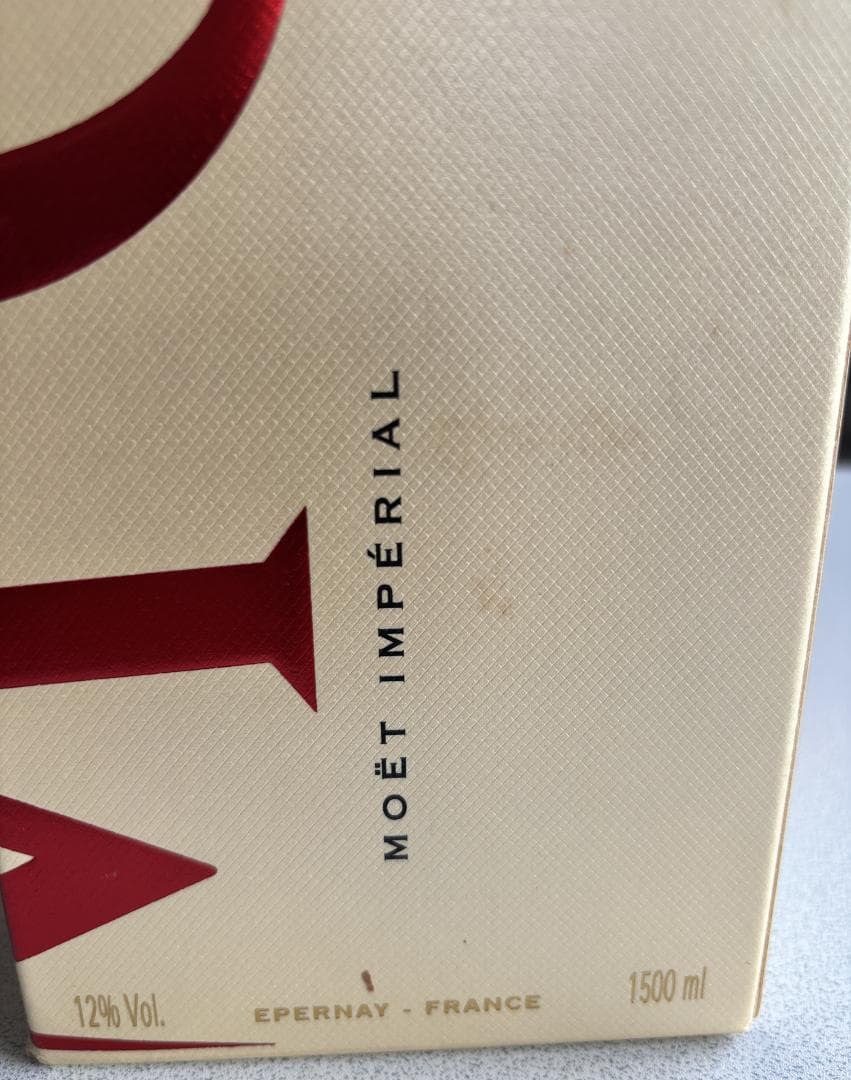 MOËT IMPÉRIAL
12% Vol.
EPERNAY - FRANCE
1500 ml